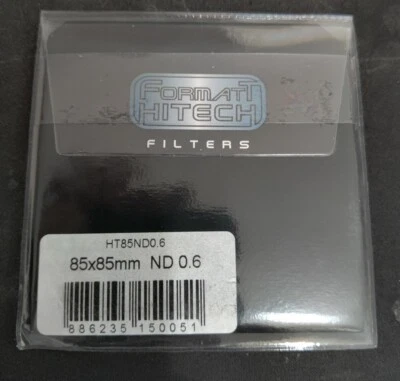 FORMATT
HITECH
FILTERS
HT85ND0.6
85x85mm ND 0.6
886235 150051